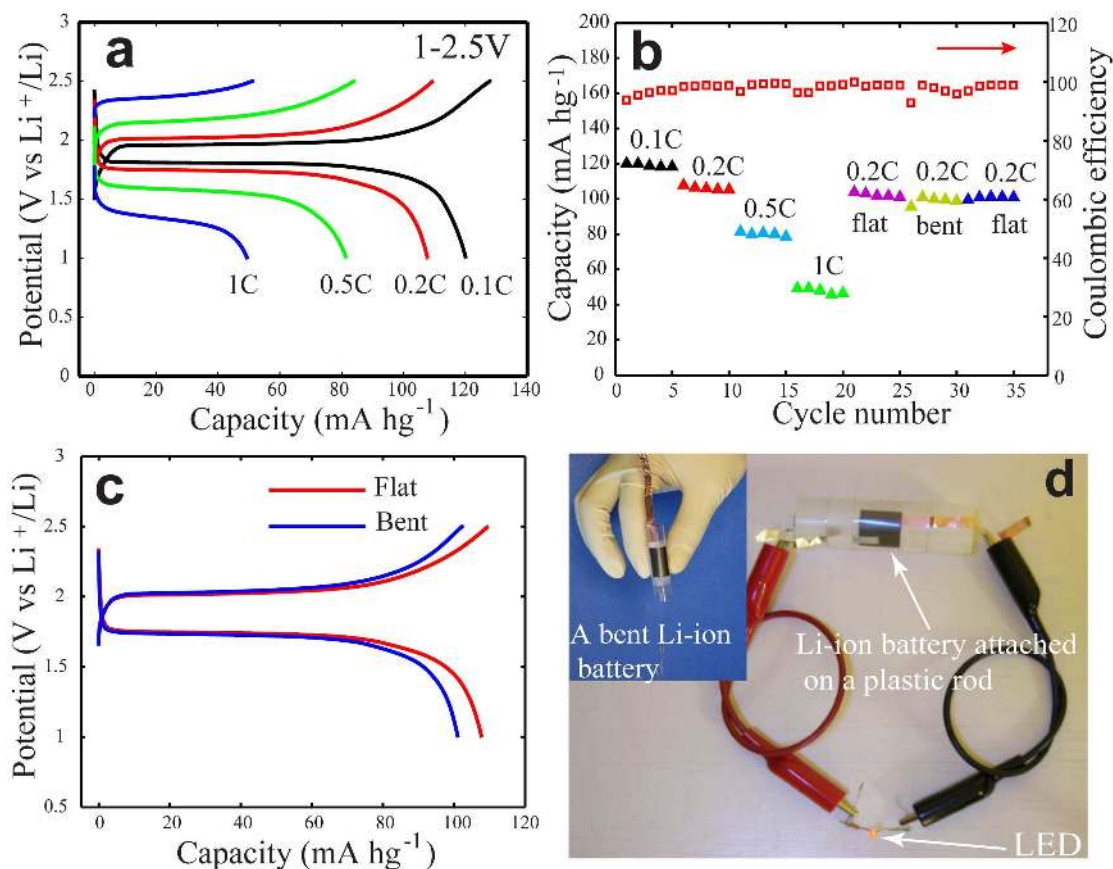 a
1-2.5V
3
2.5
2
1.5
1
0.5
0
Potential (V vs Li⁺/Li)
1C
0.5C
0.2C
0.1C
0
20
40
60
80
100
120
140
Capacity (mA hg⁻¹)
b
200
180
160
140
120
100
80
60
40
20
0
Capacity (mA hg⁻¹)
0.1C
0.2C
0.5C
1C
0.2C 0.2C 0.2C
flat bent flat
120
100
80
60
40
20
0
Coulombic efficiency
0
5
10
15
20
25
30
35
Cycle number
c
Flat
Bent
3
2.5
2
1.5
1
0.5
Potential (V vs Li⁺/Li)
0
20
40
60
80
100
120
Capacity (mA hg⁻¹)
d
A bent Li-ion
battery
Li-ion battery attached
on a plastic rod
LED